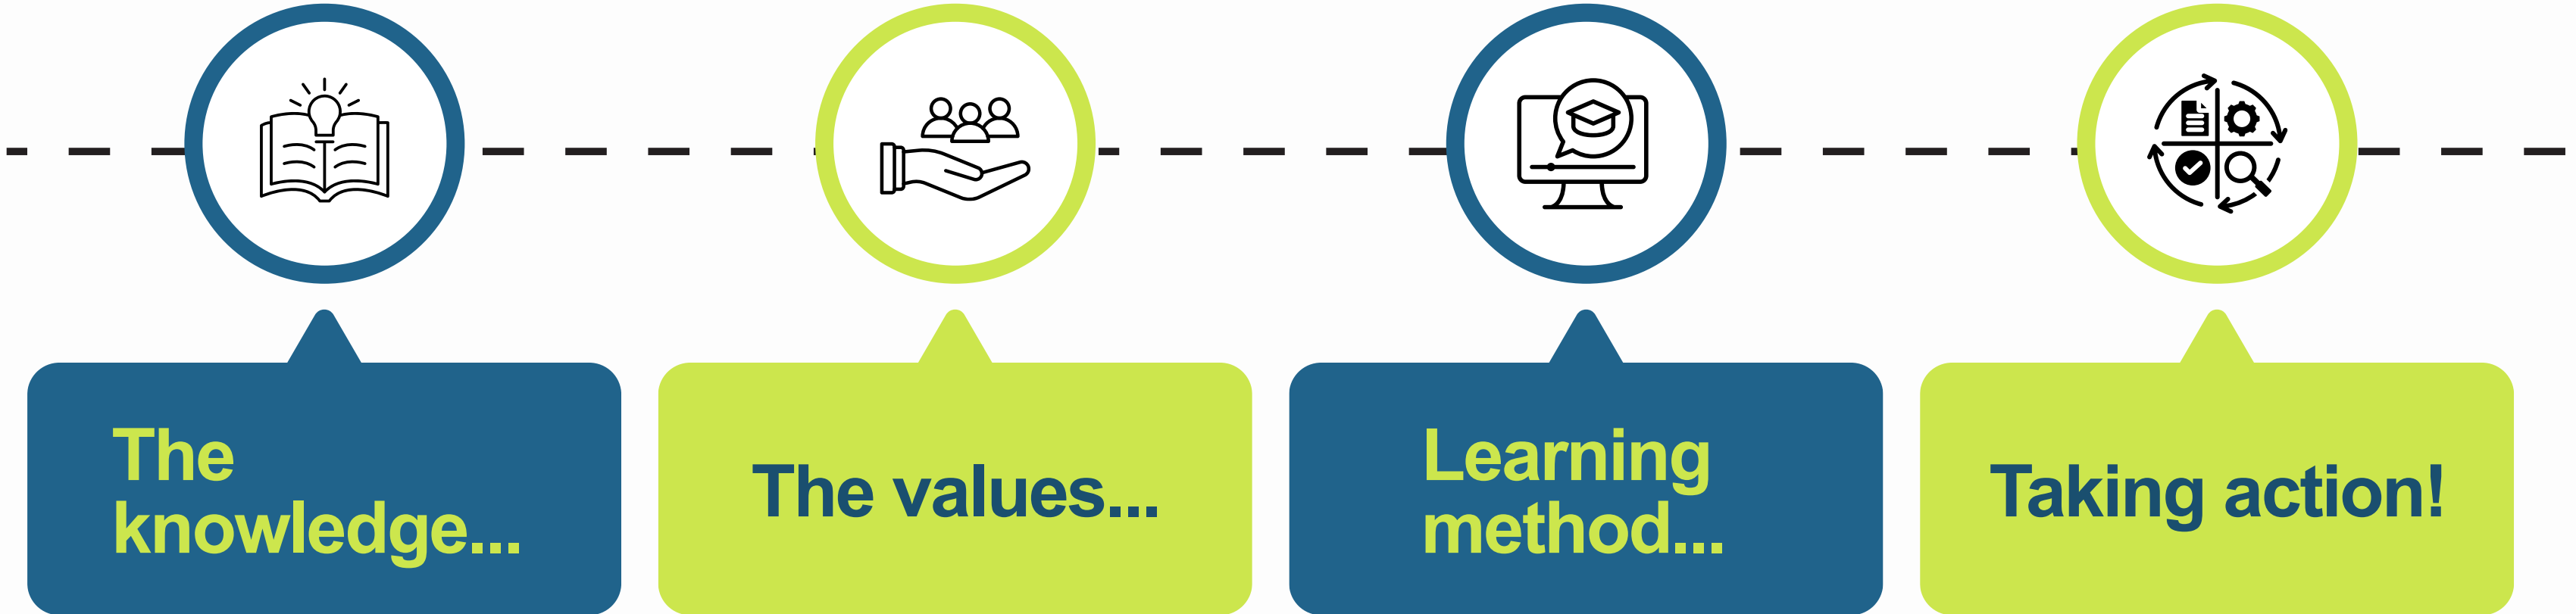 The
knowledge...
The values...
Learning
method...
Taking action!